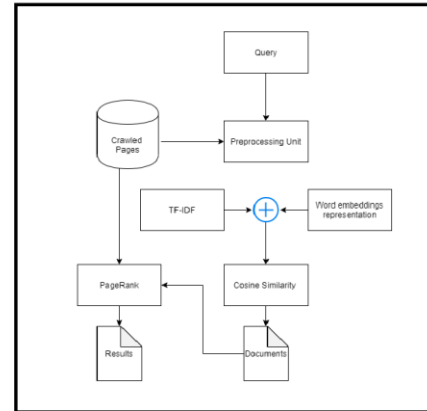 Query
Crawled
Pages
Preprocessing Unit
TF-IDF
Word embeddings
representation
PageRank
Cosine Similarity
Results
Documents